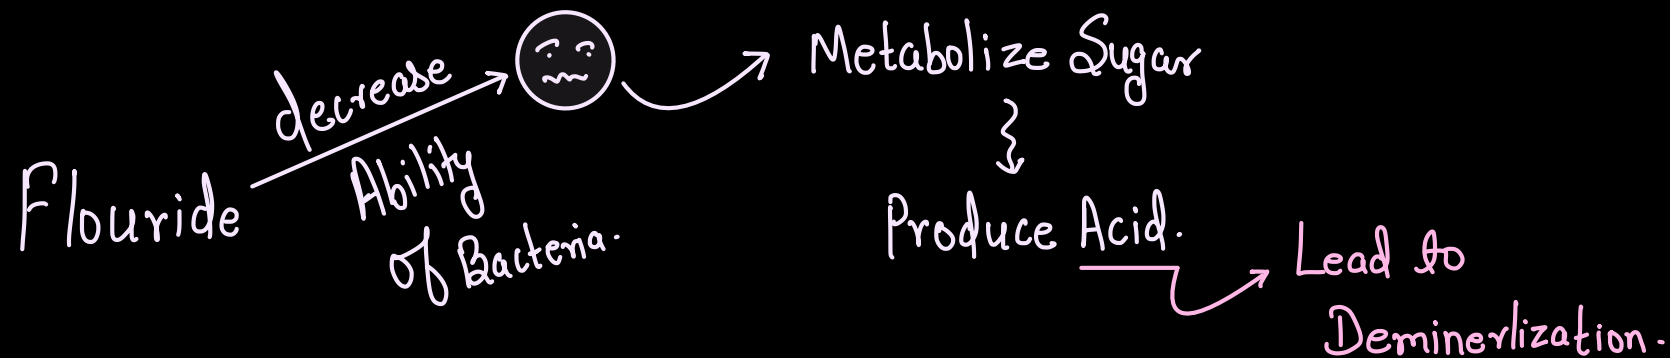 Flouride
decrease
Ability
of Bacteria.
Metabolize Sugar
Produce Acid.
Lead to
Deminerlization.